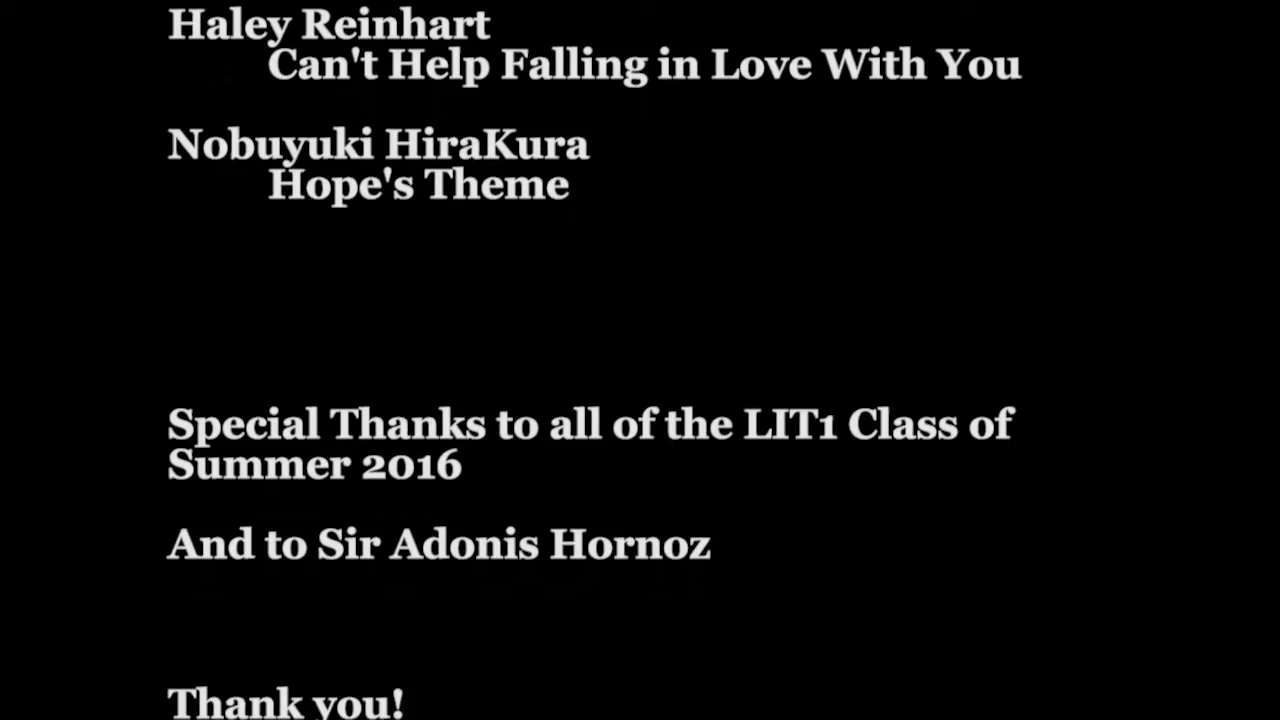 Haley Reinhart
Can't Help Falling in Love With You
Nobuyuki HiraKura
Hope's Theme
Special Thanks to all of the LIT1 Class of
Summer 2016
And to Sir Adonis Hornoz
Thank you!